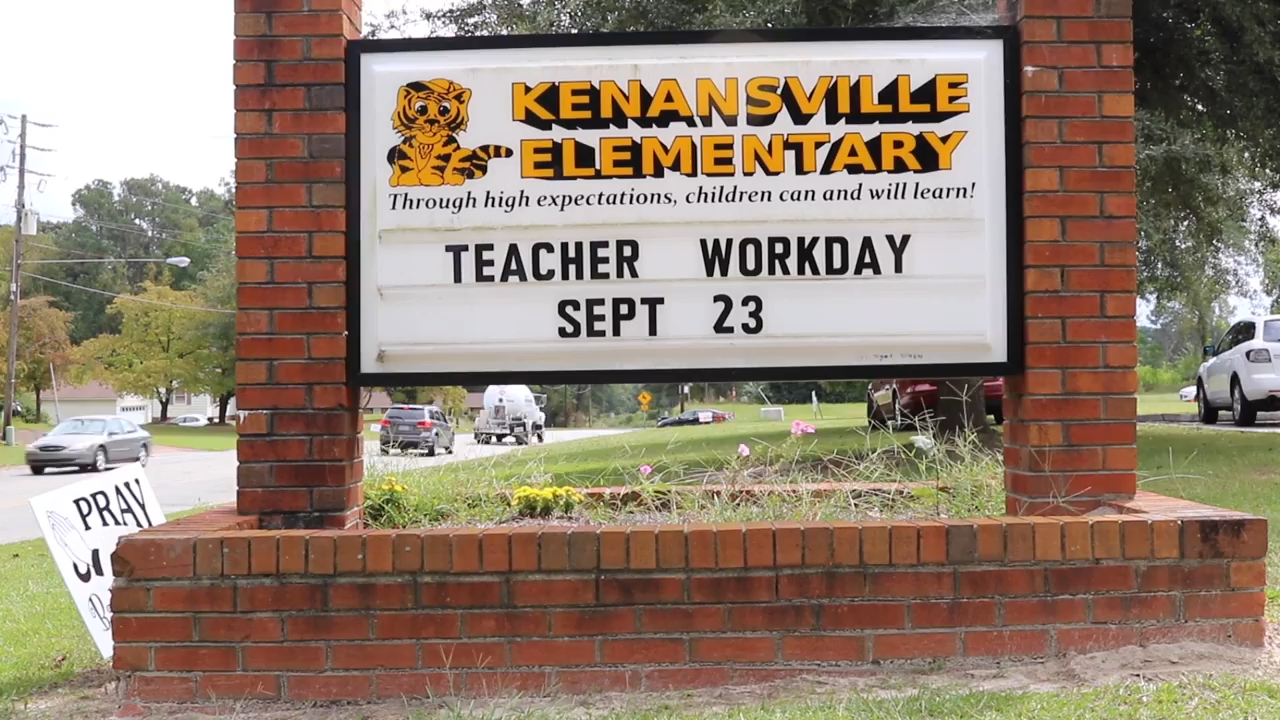 KENANSVILLE
ELEMENTARY
Through high expectations, children can and will learn!
TEACHER WORKDAY
SEPT 23
PRAY